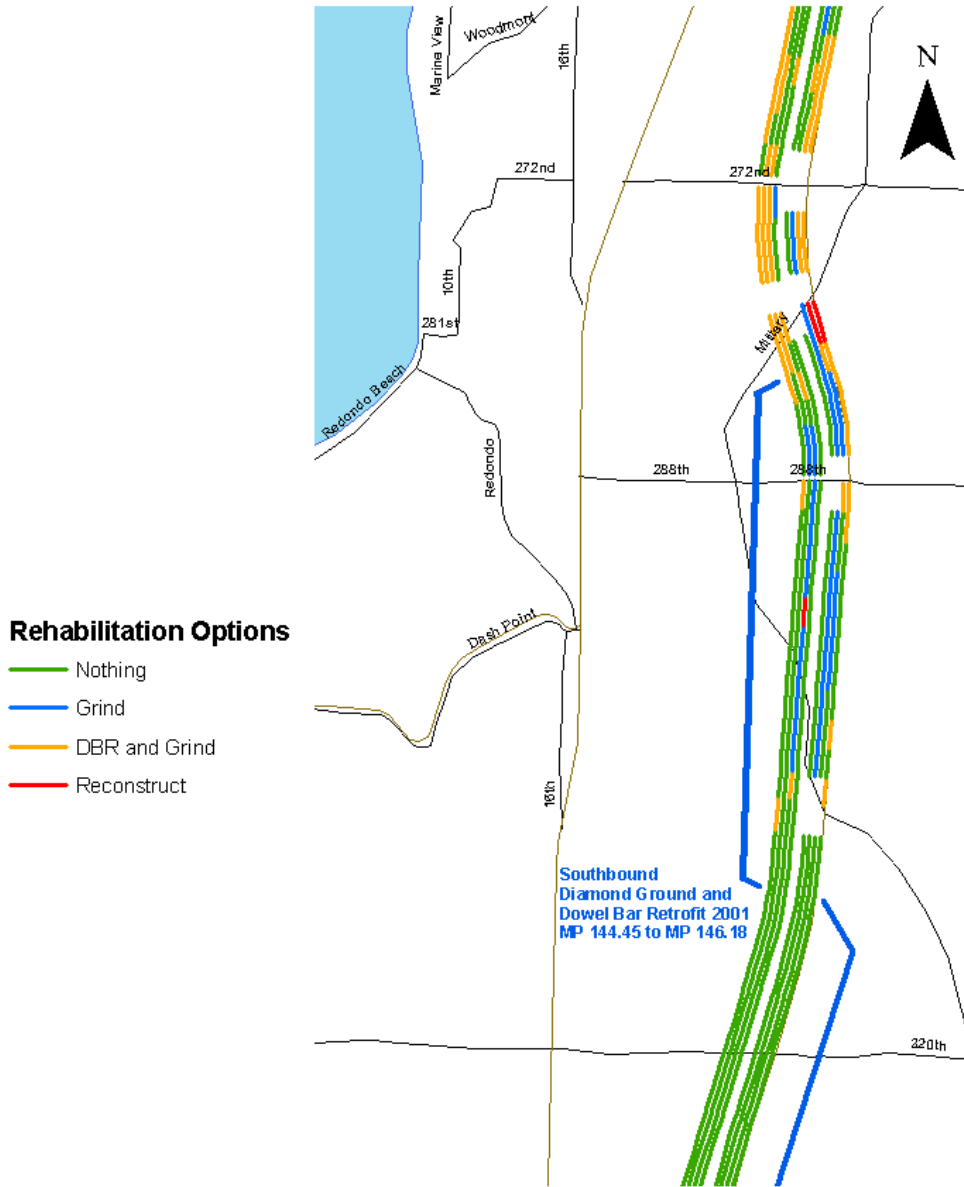 Marine View
Woodmont
16th
N
272nd
272nd
10th
281st
Military
Redondo Beach
Redondo
288th
288th
Dash Point
Rehabilitation Options
Nothing
Grind
DBR and Grind
Reconstruct
16th
Southbound
Diamond Ground and
Dowel Bar Retrofit 2001
MP 144.45 to MP 146.18
220th